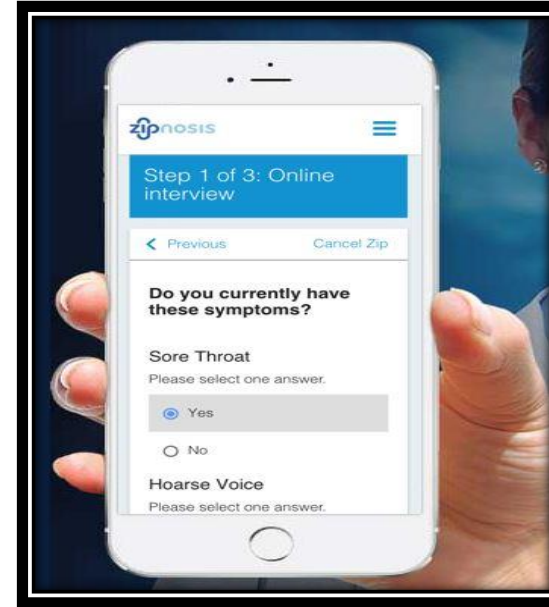 zipnosis
Step 1 of 3: Online
interview
Previous
Cancel Zip
Do you currently have
these symptoms?
Sore Throat
Please select one answer.
Yes
No
Hoarse Voice
Please select one answer.